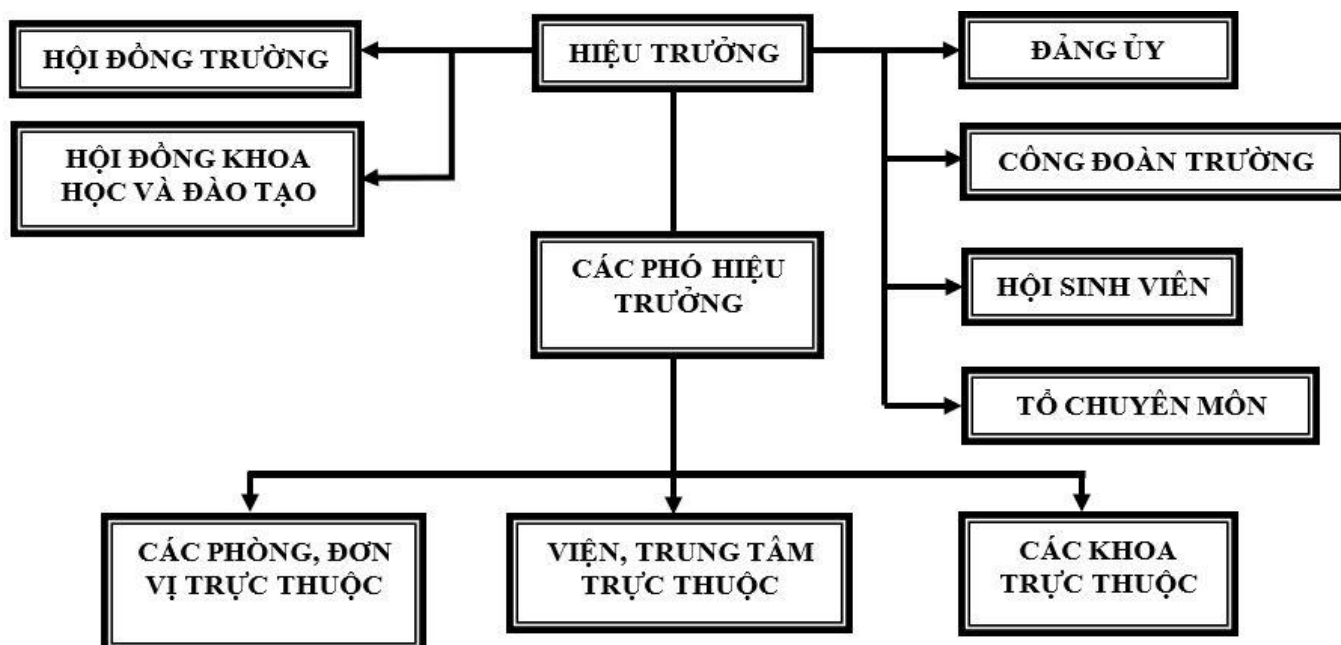 HỘI ĐỒNG TRƯỜNG
HIỆU TRƯỞNG
ĐẢNG ỦY
HỘI ĐỒNG KHOA
HỌC VÀ ĐÀO TẠO
CÔNG ĐOÀN TRƯỜNG
CÁC PHÓ HIỆU
TRƯỞNG
HỘI SINH VIÊN
TỔ CHUYÊN MÔN
CÁC PHÒNG, ĐƠN
VỊ TRỰC THUỘC
VIỆN, TRUNG TÂM
TRỰC THUỘC
CÁC KHOA
TRỰC THUỘC